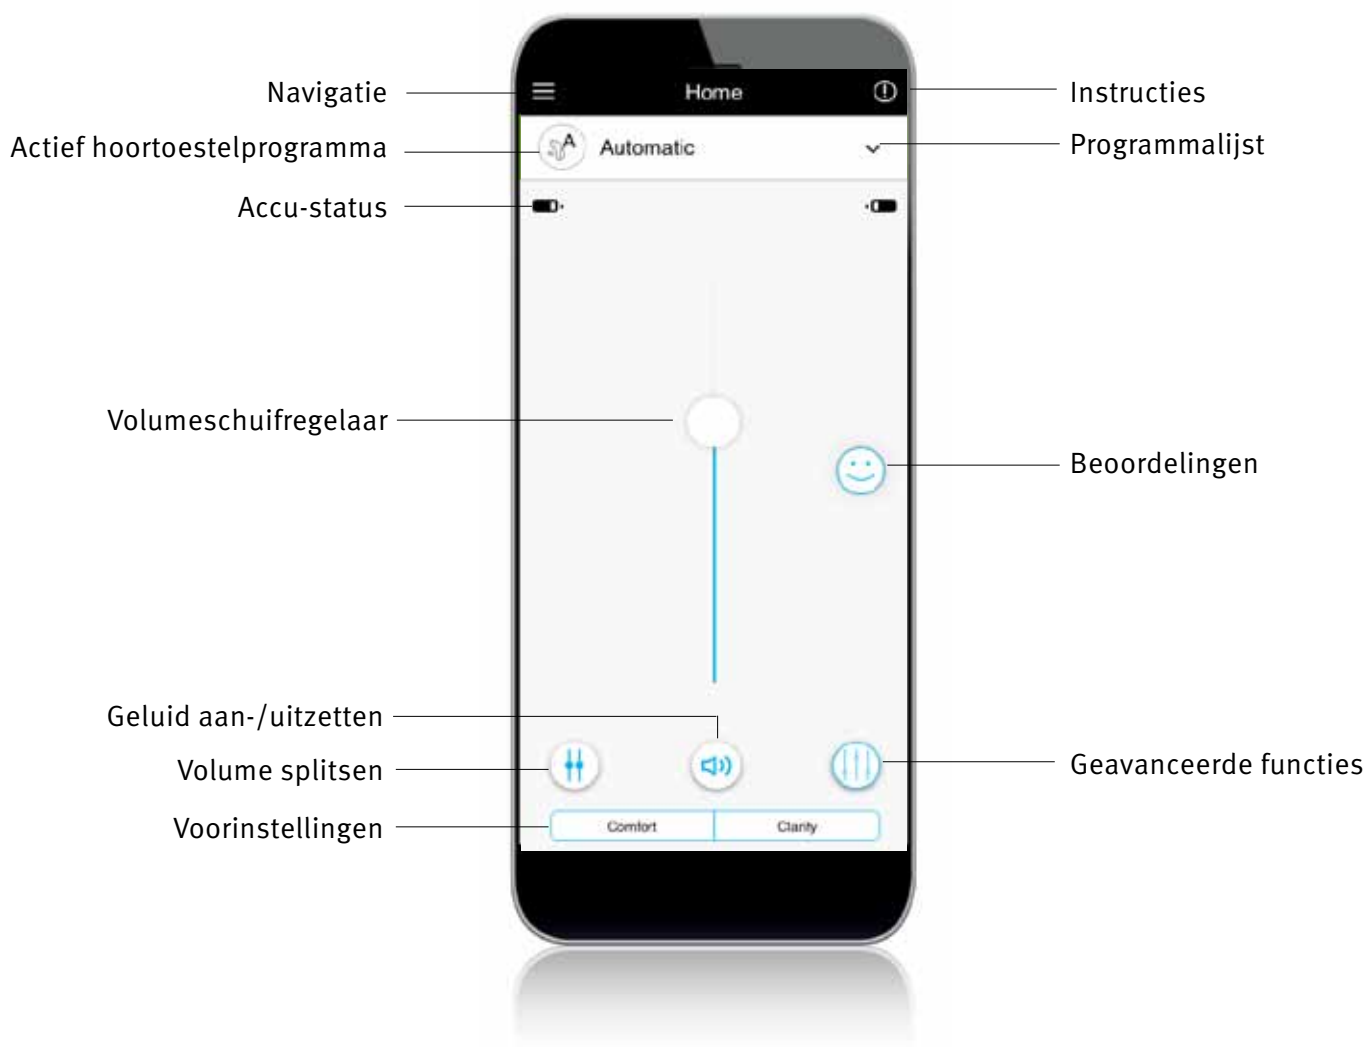 Navigatie
Home
Instructies
Actief hoortoestelprogramma
A
Automatic
Programmalijst
Accu-status
Volumeschuifregelaar
Beoordelingen
Geluid aan-/uitzetten
Volume splitsen
Geavanceerde functies
Voorinstellingen
Comfort
Clarity